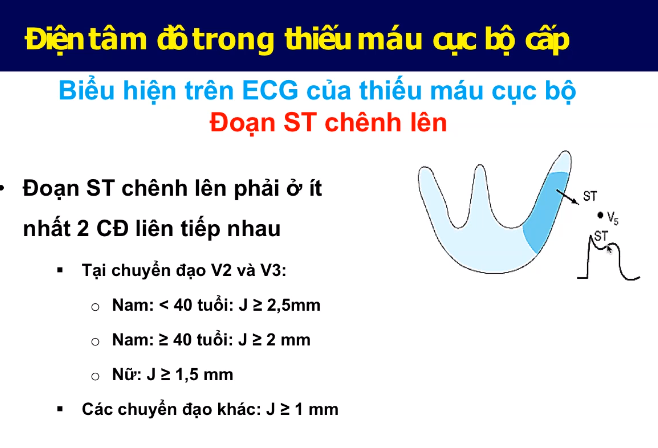 Điện tâm đồ trong thiếu máu cục bộ cấp
Biểu hiện trên ECG của thiếu máu cục bộ
Đoạn ST chênh lên
• Đoạn ST chênh lên phải ở ít
nhất 2 CĐ liên tiếp nhau
▪ Tại chuyển đạo V2 và V3:
o Nam: < 40 tuổi: J ≥ 2,5mm
o Nam: ≥ 40 tuổi: J ≥ 2 mm
o Nữ: J ≥ 1,5 mm
▪ Các chuyển đạo khác: J ≥ 1 mm
ST
V5
ST